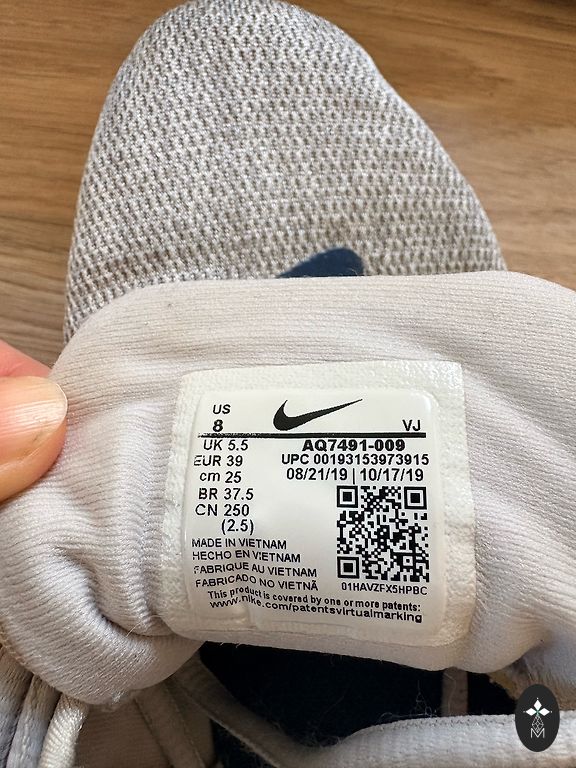 US
8
VJ
UK 5.5
AQ7491-009
EUR 39
UPC 00193153973915
cm 25
08/21/19 | 10/17/19
BR 37.5
CN 250
(2.5)
MADE IN VIETNAM
HECHO EN VIETNAM
FABRIQUE AU VIETNAM
FABRICADO NO VIETNÃ
01HAVZFX5HPBC
This product is covered by one or more patents:
www.nike.com/patentsvirtualmarking
M